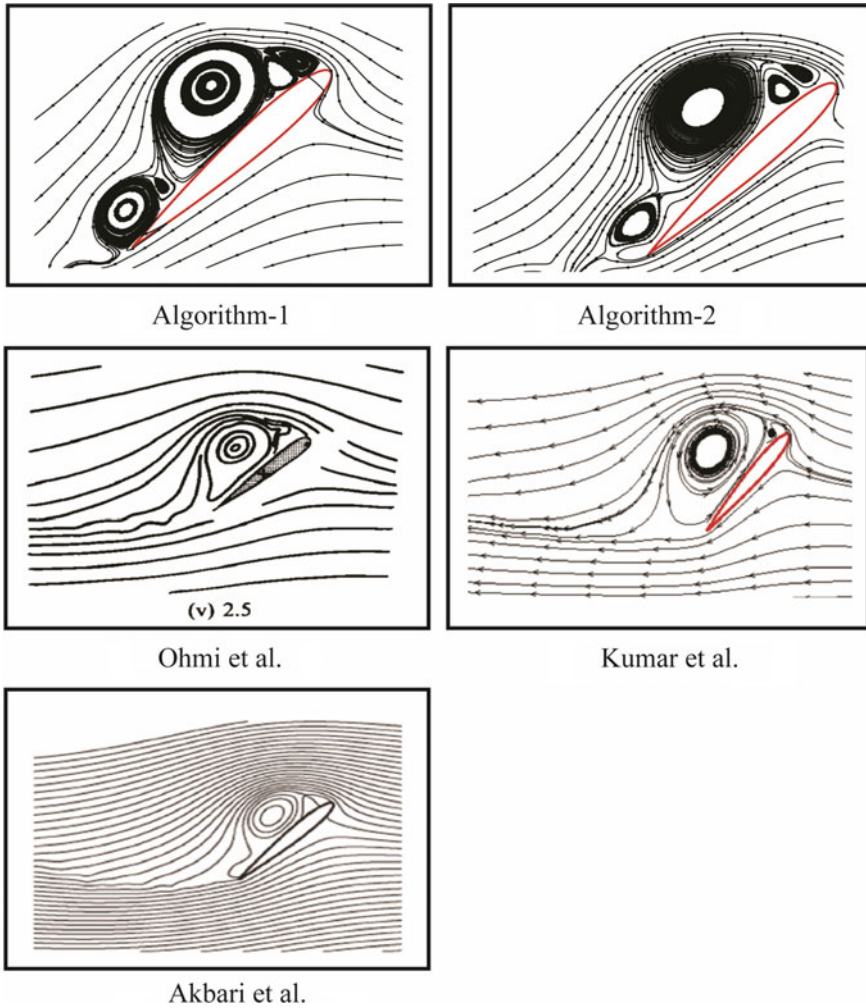 Algorithm-1
Algorithm-2
(v) 2.5
Ohmi et al.
Kumar et al.
Akbari et al.